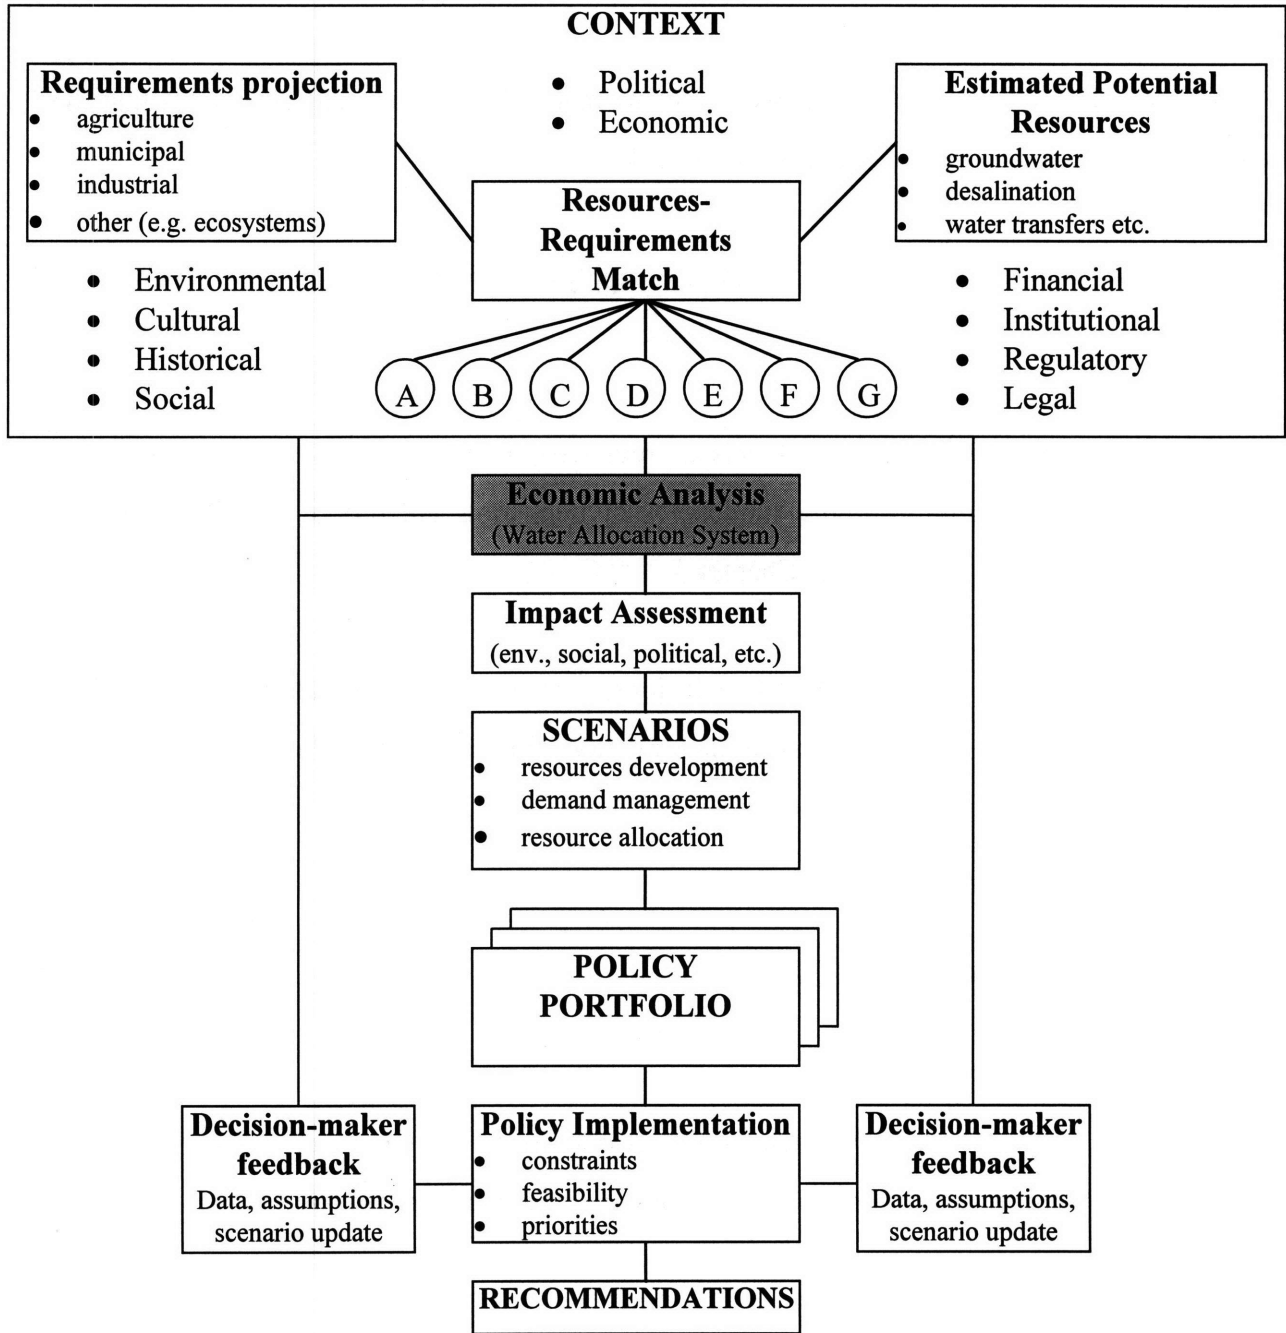 CONTEXT
Requirements projection
• agriculture
• municipal
• industrial
• other (e.g. ecosystems)
• Political
• Economic
Estimated Potential
Resources
• groundwater
• desalination
• water transfers etc.
Resources-
Requirements
Match
• Environmental
• Cultural
• Historical
• Social
• Financial
• Institutional
• Regulatory
• Legal
A B C D E F G
Economic Analysis
(Water Allocation System)
Impact Assessment
(env., social, political, etc.)
SCENARIOS
• resources development
• demand management
• resource allocation
POLICY
PORTFOLIO
Decision-maker
feedback
Data, assumptions,
scenario update
Policy Implementation
• constraints
• feasibility
• priorities
Decision-maker
feedback
Data, assumptions,
scenario update
RECOMMENDATIONS